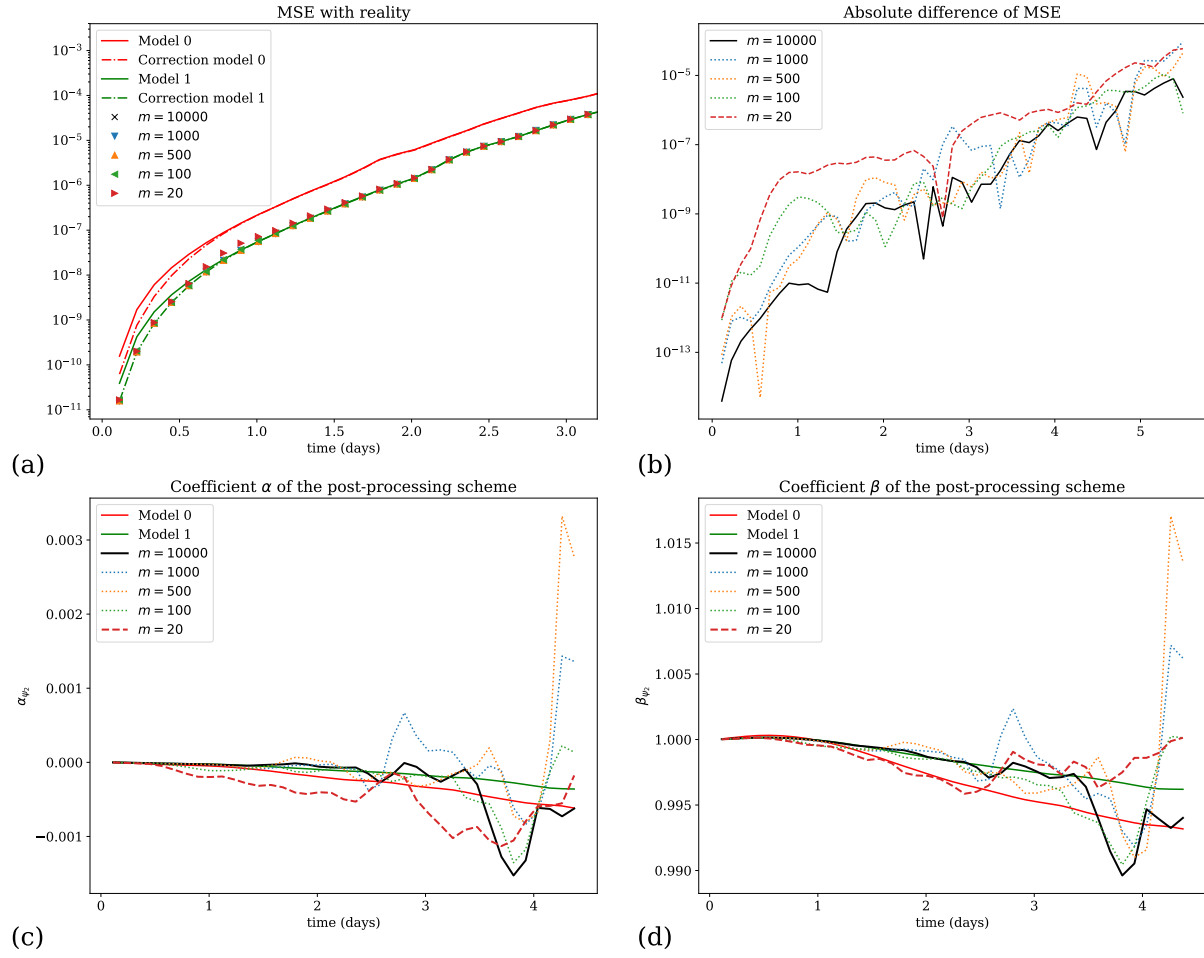 MSE with reality
Model 0
Correction model 0
Model 1
Correction model 1
m = 10000
m = 1000
m = 500
m = 100
m = 20
10⁻³
10⁻⁴
10⁻⁵
10⁻⁶
10⁻⁷
10⁻⁸
10⁻⁹
10⁻¹⁰
10⁻¹¹
0.0 0.5 1.0 1.5 2.0 2.5 3.0
time (days)
(a)
Absolute difference of MSE
m = 10000
m = 1000
m = 500
m = 100
m = 20
10⁻⁵
10⁻⁷
10⁻⁹
10⁻¹¹
10⁻¹³
0 1 2 3 4 5
time (days)
(b)
Coefficient α of the post-processing scheme
Model 0
Model 1
m = 10000
m = 1000
m = 500
m = 100
m = 20
0.003
0.002
0.001
0.000
−0.001
α_ψ₂
0 1 2 3 4
time (days)
(c)
Coefficient β of the post-processing scheme
Model 0
Model 1
m = 10000
m = 1000
m = 500
m = 100
m = 20
1.015
1.010
1.005
1.000
0.995
0.990
β_ψ₂
0 1 2 3 4
time (days)
(d)